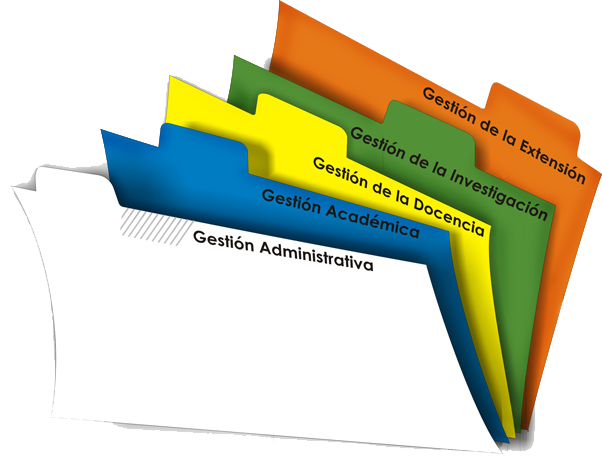 Gestión de la Extensión
Gestión de la Investigación
Gestión de la Docencia
Gestión Académica
Gestión Administrativa